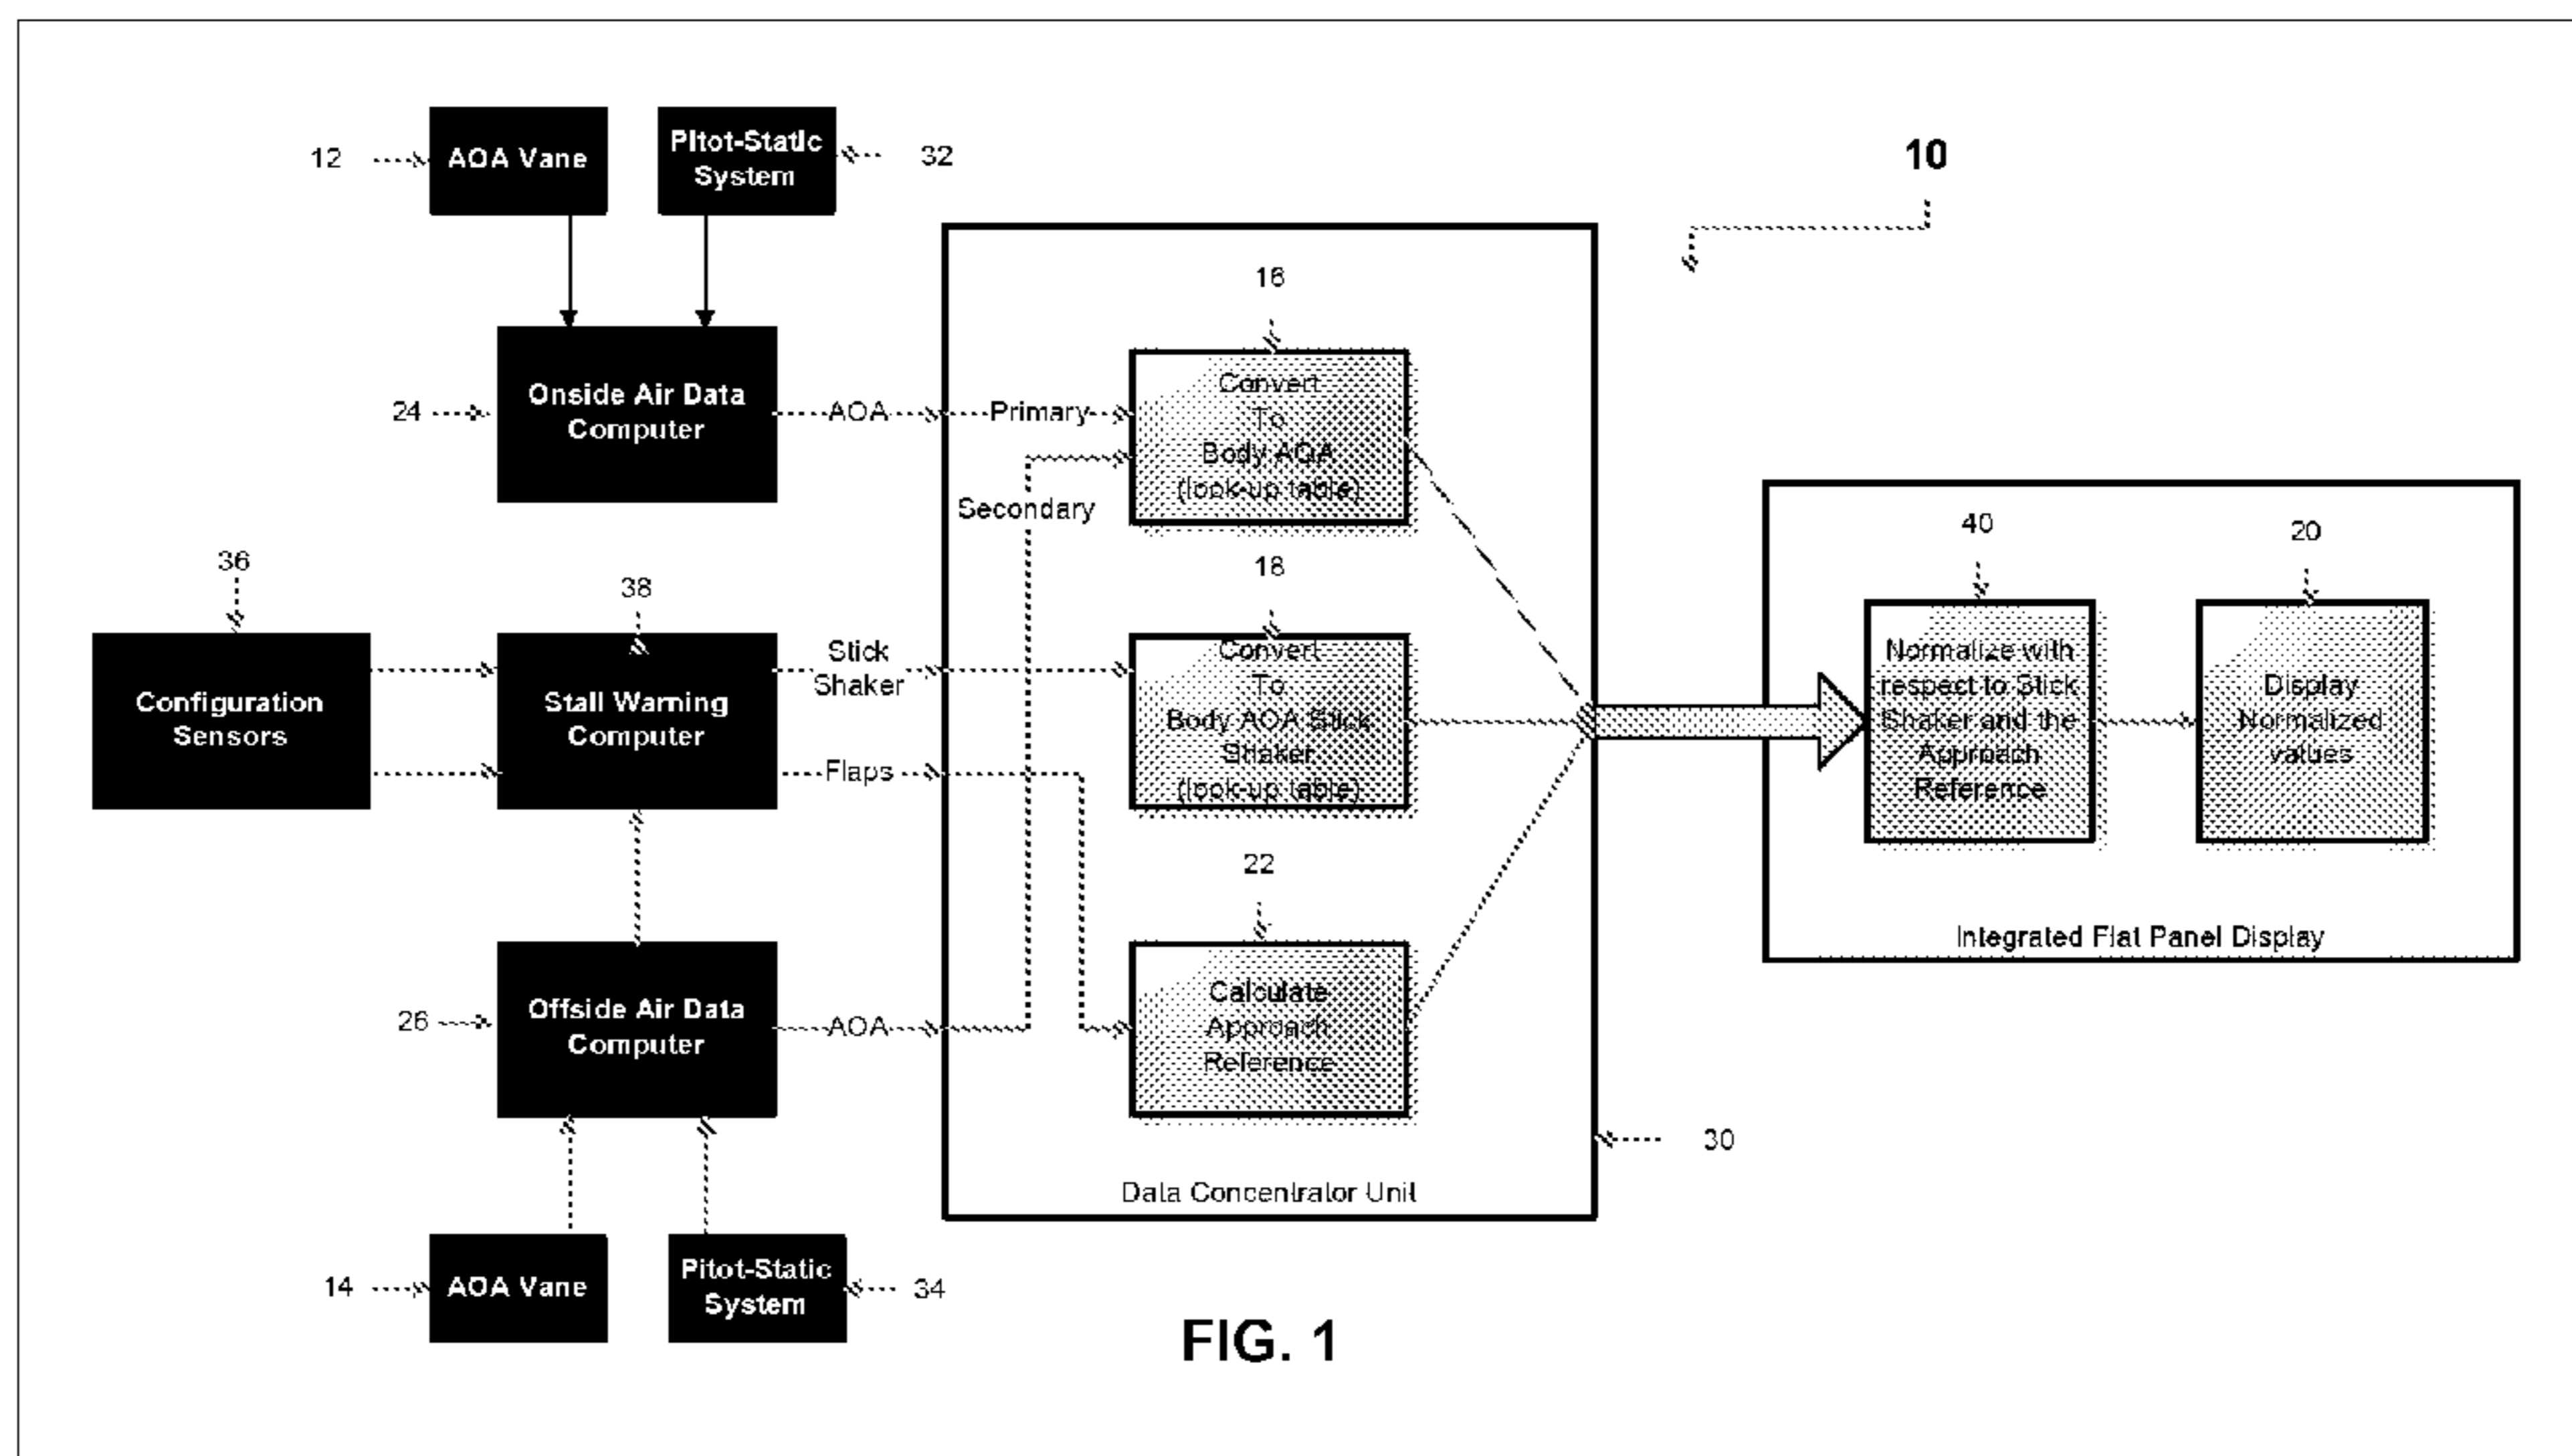 12
AOA Vane
Pitot-Static
System
32
10
16
Convert
To
Body AOA
(look-up table)
24
Onside Air Data
Computer
AOA
Primary
Secondary
36
38
18
40
20
Configuration
Sensors
Stall Warning
Computer
Stick
Shaker
Flaps
Convert
To
Body AOA Stick
Shaker
(look-up table)
Normalize with
respect to Stick
Shaker and the
Approach
Reference
Display
Normalized
values
22
Integrated Flat Panel Display
26
Offside Air Data
Computer
AOA
Calculate
Approach
Reference
30
Data Concentrator Unit
14
AOA Vane
Pitot-Static
System
34
FIG. 1